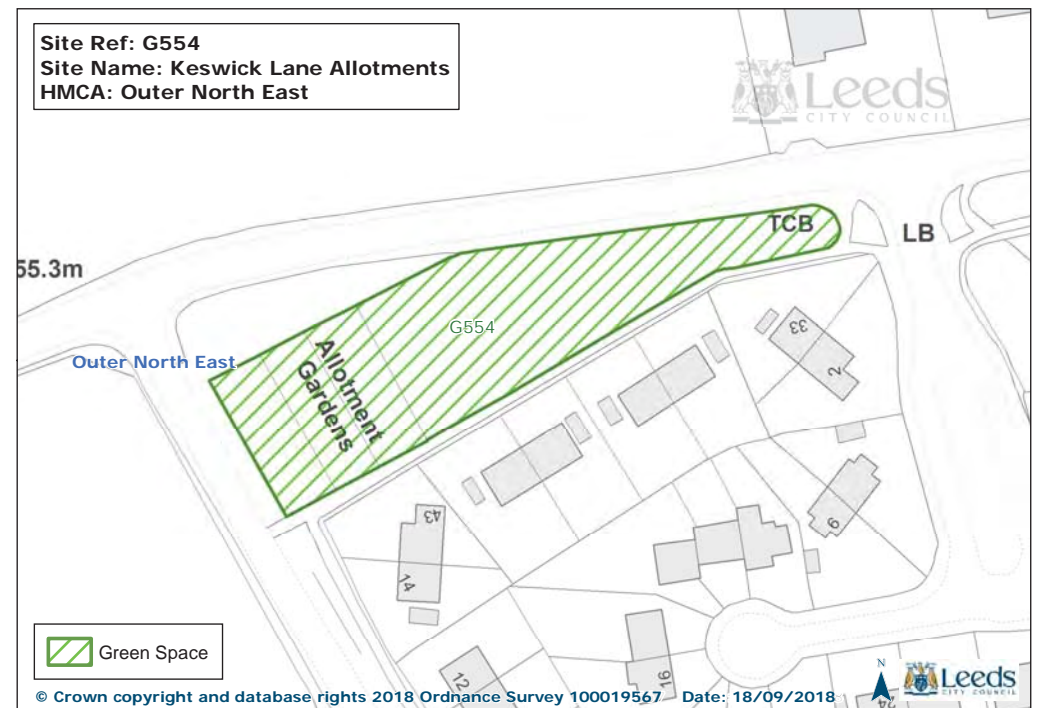 Site Ref: G554
Site Name: Keswick Lane Allotments
HMCA: Outer North East
Leeds
CITY COUNCIL
TCB
LB
55.3m
G554
Outer North East
Allotment
Gardens
33
2
43
14
9
12
16
24
Green Space
© Crown copyright and database rights 2018 Ordnance Survey 100019567 Date: 18/09/2018
N
Leeds
CITY COUNCIL